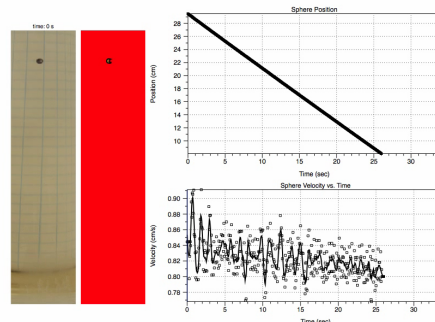 time: 0 s
Sphere Position
Position (cm)
28
26
24
22
20
18
16
14
12
10
0 5 10 15 20 25 30
Time (sec)
Sphere Velocity vs. Time
Velocity (cm/s)
0.90
0.88
0.86
0.84
0.82
0.80
0.78
0 5 10 15 20 25 30
Time (sec)